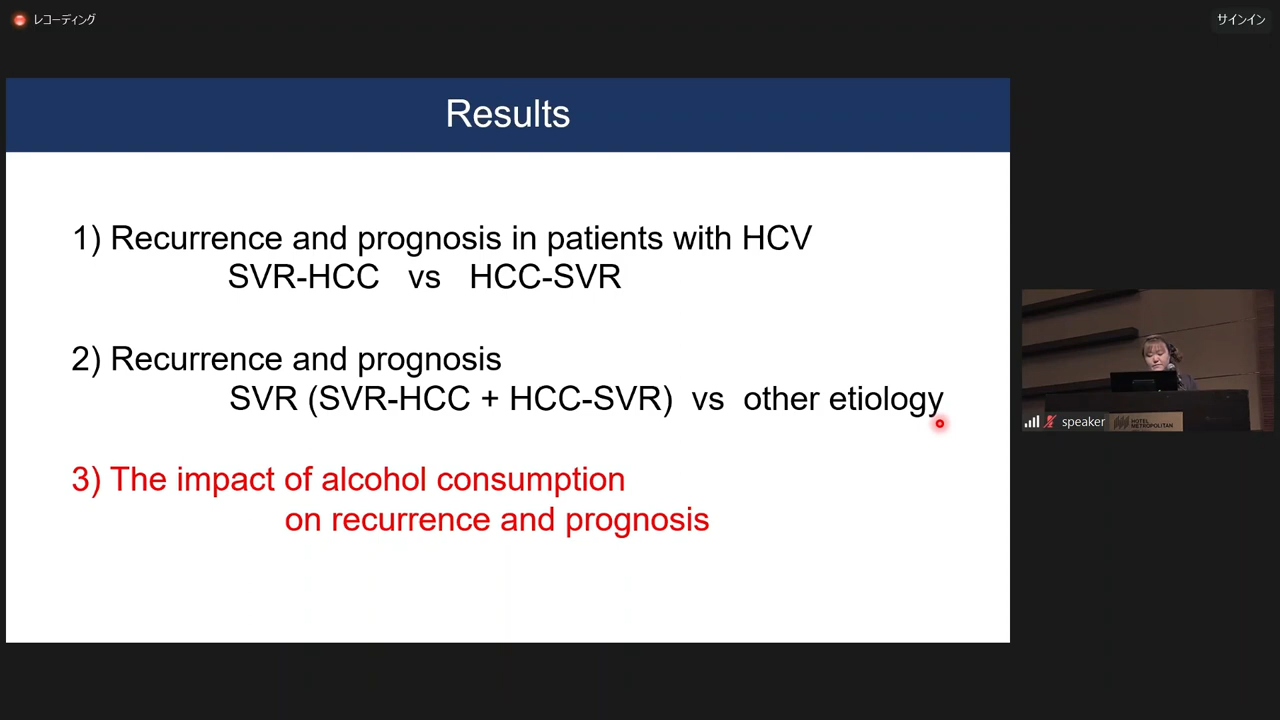 レコーディング
サインイン
Results
1) Recurrence and prognosis in patients with HCV
SVR-HCC vs HCC-SVR
2) Recurrence and prognosis
SVR (SVR-HCC + HCC-SVR) vs other etiology
3) The impact of alcohol consumption
on recurrence and prognosis
speaker
HOTEL
METROPOLITAN